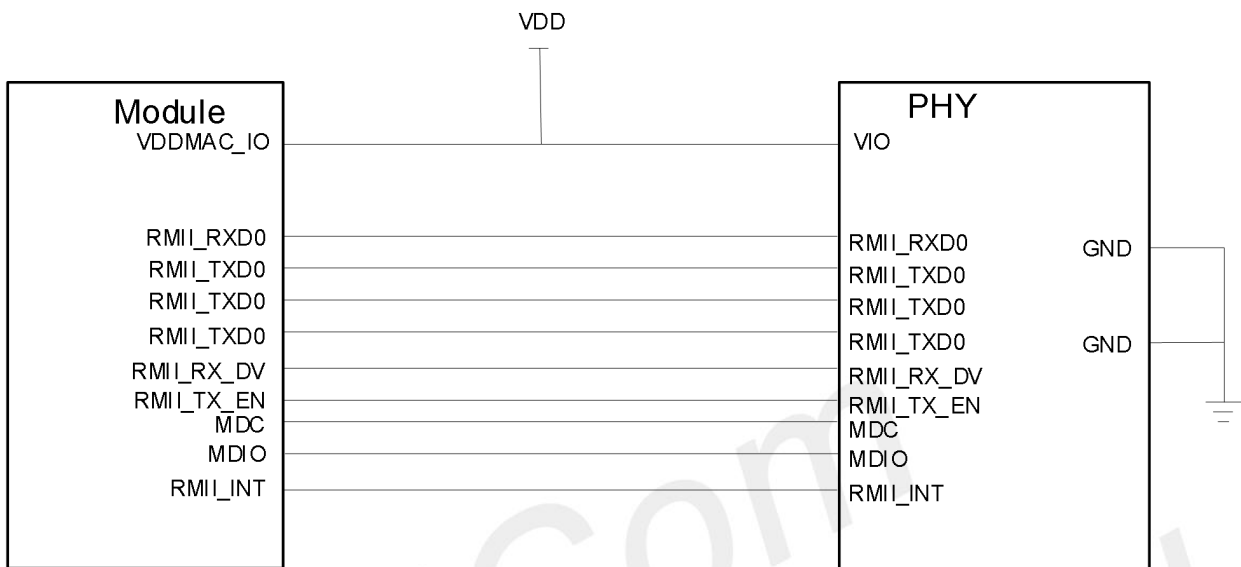 VDD
Module
VDDMAC_IO
RMII_RXD0
RMII_TXD0
RMII_TXD0
RMII_TXD0
RMII_RX_DV
RMII_TX_EN
MDC
MDIO
RMII_INT
PHY
VIO
RMII_RXD0
RMII_TXD0
RMII_TXD0
RMII_TXD0
RMII_RX_DV
RMII_TX_EN
MDC
MDIO
RMII_INT
GND
GND
Com